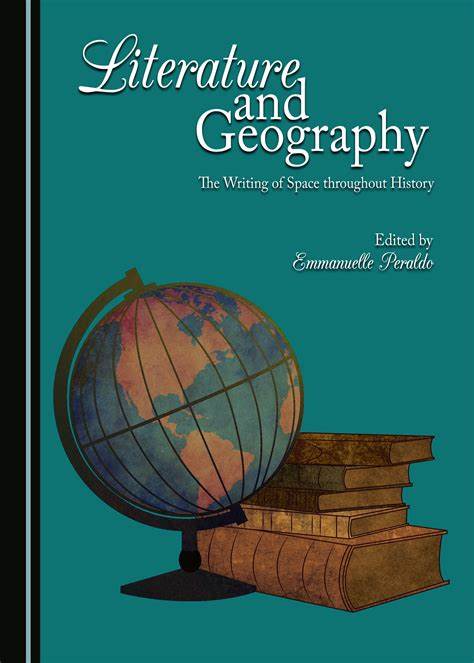 Literature
and
Geography
The Writing of Space throughout History
Edited by
Emmanuelle Peraldo